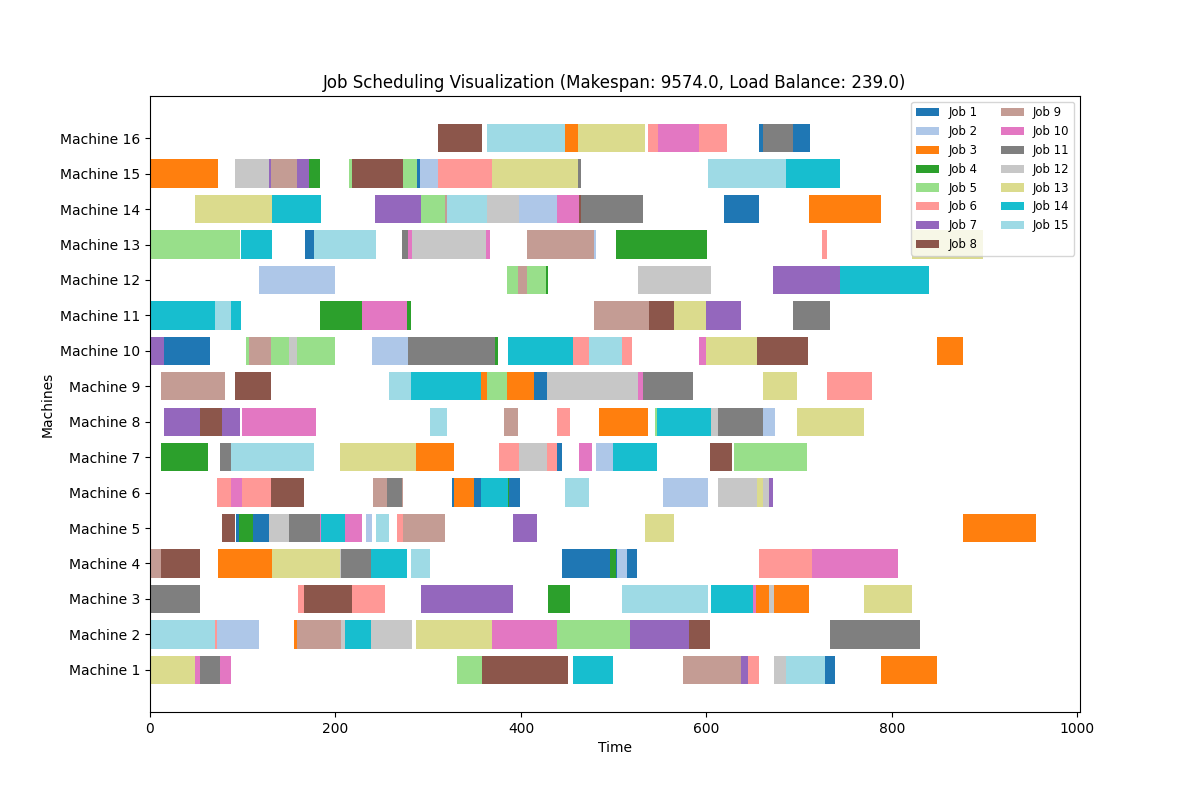 Job Scheduling Visualization (Makespan: 9574.0, Load Balance: 239.0)
Machines
Machine 16
Machine 15
Machine 14
Machine 13
Machine 12
Machine 11
Machine 10
Machine 9
Machine 8
Machine 7
Machine 6
Machine 5
Machine 4
Machine 3
Machine 2
Machine 1
Job 1
Job 2
Job 3
Job 4
Job 5
Job 6
Job 7
Job 8
Job 9
Job 10
Job 11
Job 12
Job 13
Job 14
Job 15
0 200 400 600 800 1000
Time